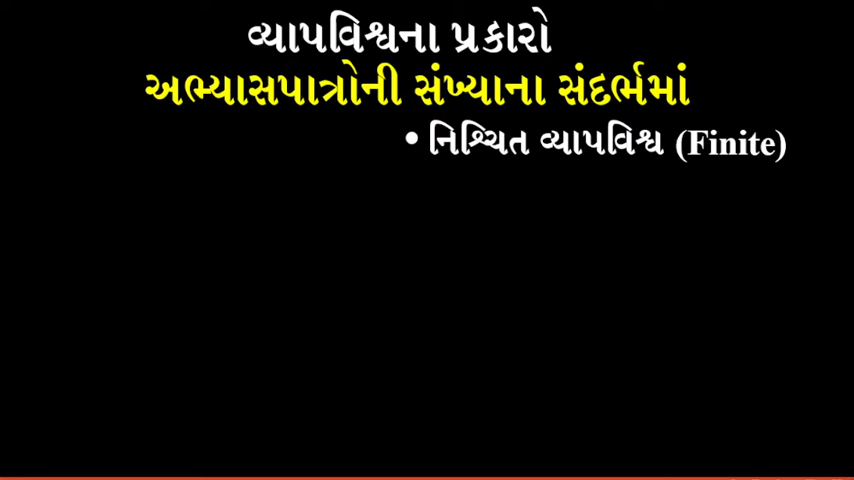 વ્યાપવિશ્વના પ્રકારો
અભ્યાસપાત્રોની સંખ્યાના સંદર્ભમાં
• નિશ્ચિત વ્યાપવિશ્વ (Finite)